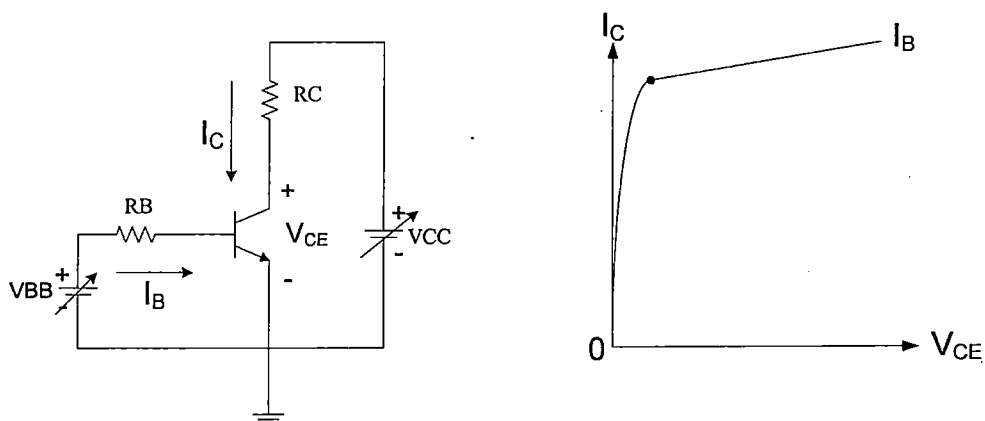 RC
I_C
+
RB
V_CE
+
VCC
-
VBB
+
-
I_B
-
I_C
I_B
0
V_CE